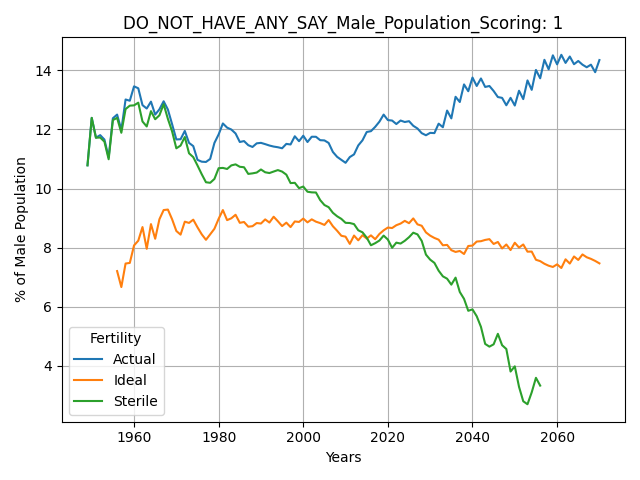 DO_NOT_HAVE_ANY_SAY_Male_Population_Scoring: 1
% of Male Population
14
12
10
8
6
4
Fertility
Actual
Ideal
Sterile
1960 1980 2000 2020 2040 2060
Years